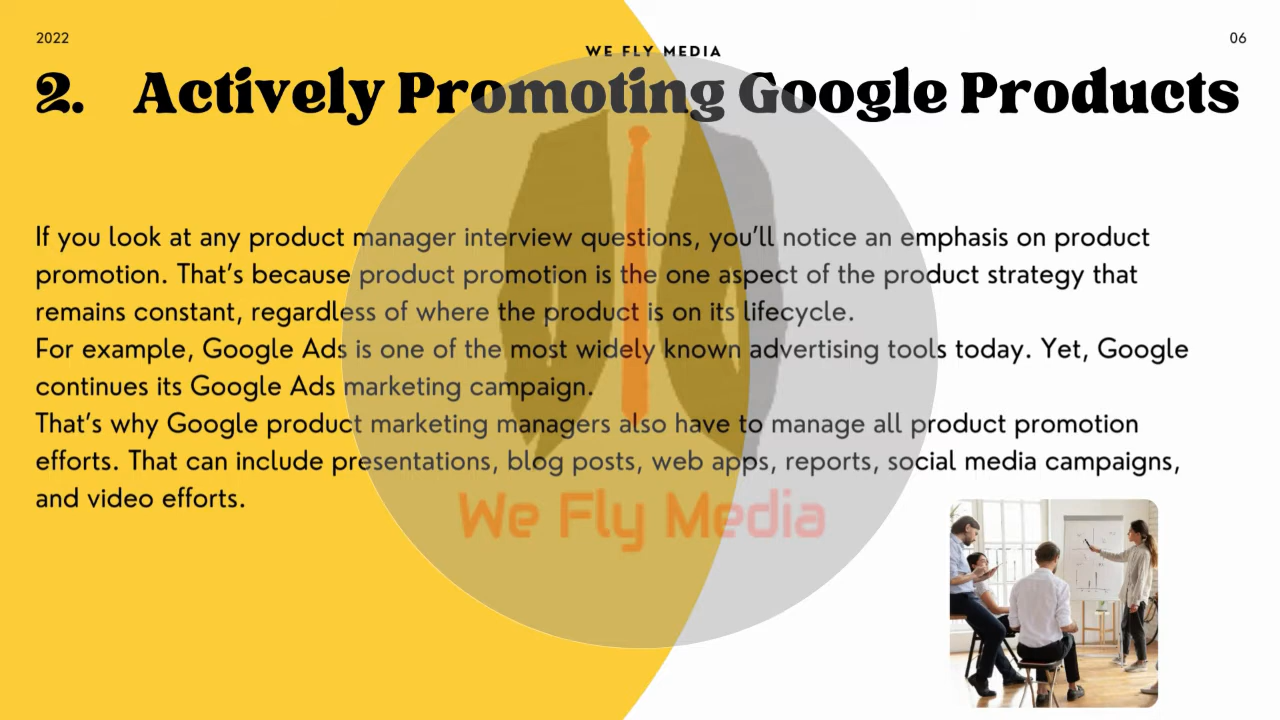 2022
WE FLY MEDIA
06
2. Actively Promoting Google Products
If you look at any product manager interview questions, you’ll notice an emphasis on product
promotion. That’s because product promotion is the one aspect of the product strategy that
remains constant, regardless of where the product is on its lifecycle.
For example, Google Ads is one of the most widely known advertising tools today. Yet, Google
continues its Google Ads marketing campaign.
That’s why Google product marketing managers also have to manage all product promotion
efforts. That can include presentations, blog posts, web apps, reports, social media campaigns,
and video efforts.
We Fly Media